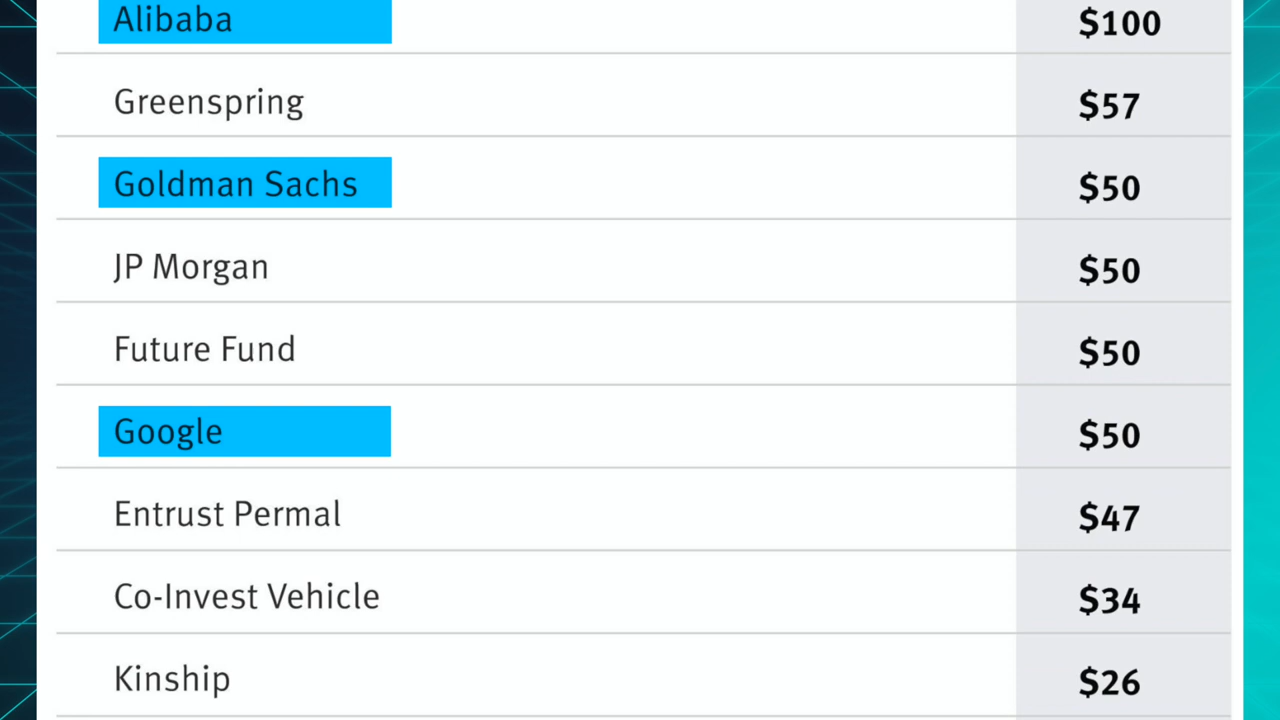 Alibaba $100
Greenspring $57
Goldman Sachs $50
JP Morgan $50
Future Fund $50
Google $50
Entrust Permal $47
Co-Invest Vehicle $34
Kinship $26